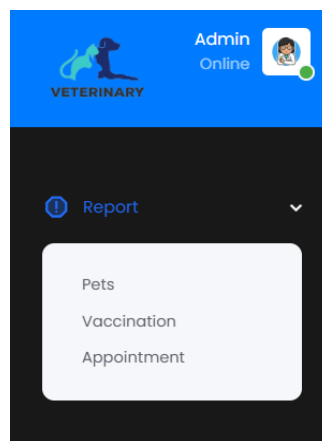 Admin
Online
VETERINARY
Report
Pets
Vaccination
Appointment